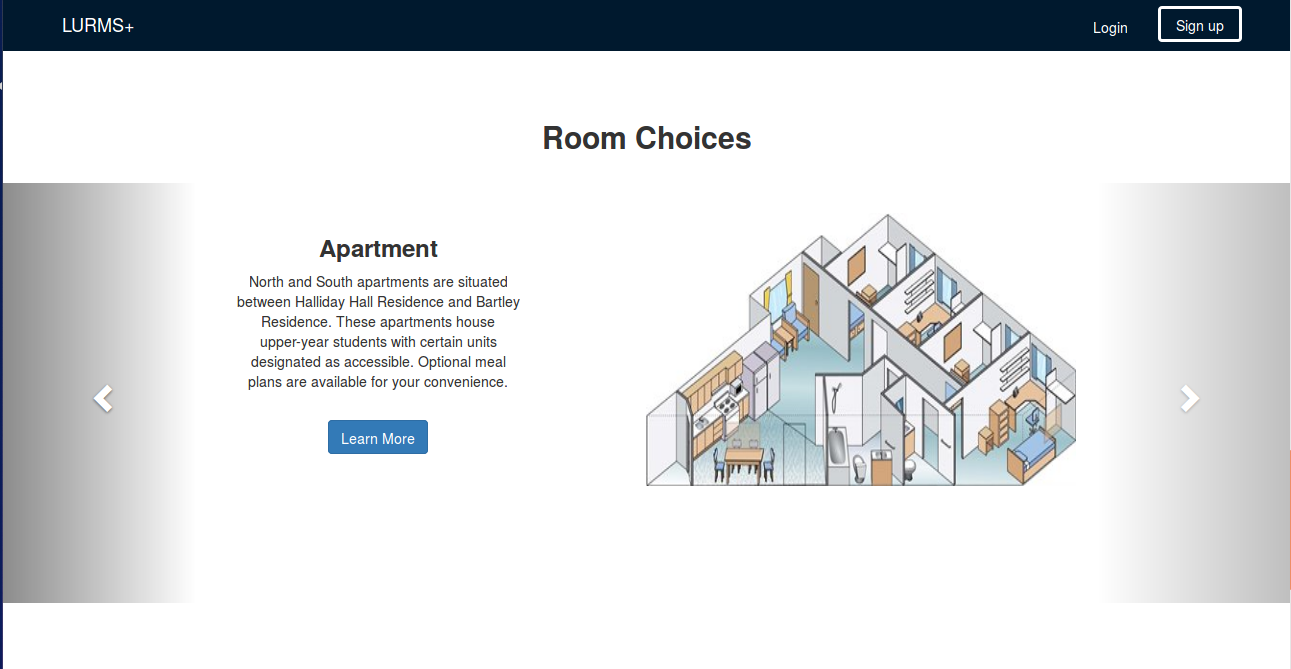 LURMS+
Login
Sign up
Room Choices
Apartment
North and South apartments are situated
between Halliday Hall Residence and Bartley
Residence. These apartments house
upper-year students with certain units
designated as accessible. Optional meal
plans are available for your convenience.
Learn More